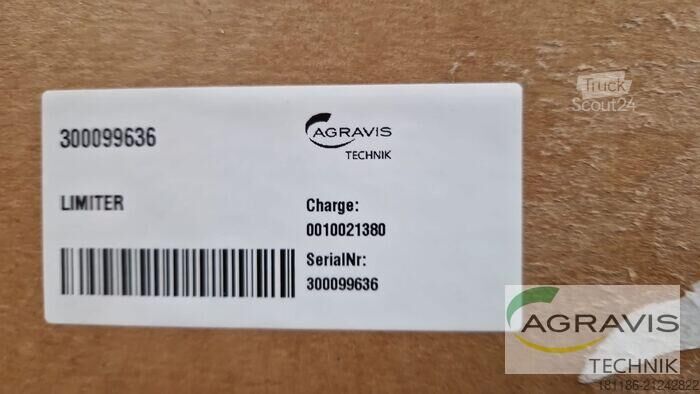 Truck
Scout24
300099636
AGRAVIS
TECHNIK
LIMITER
Charge:
0010021380
SerialNr:
300099636
AGRAVIS
TECHNIK
181186-21242822